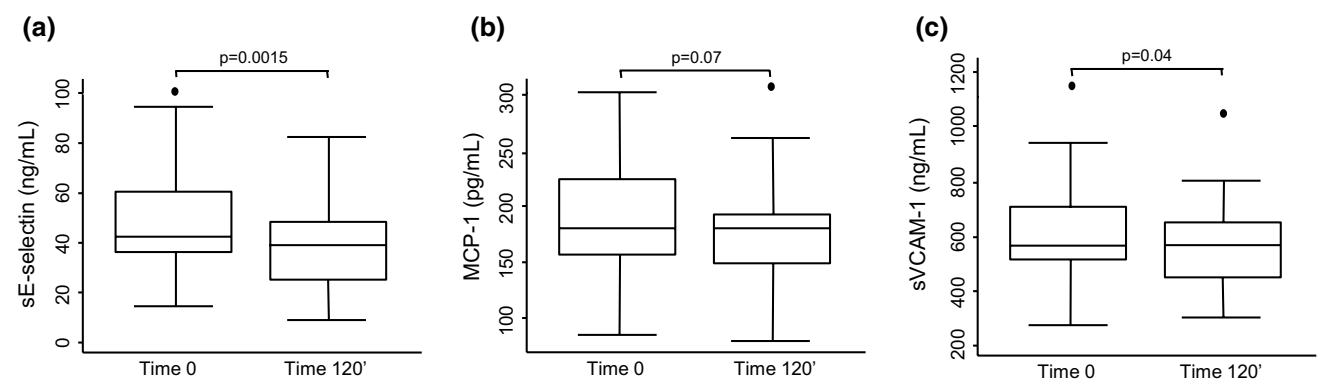 (a)
p=0.0015
sE-selectin (ng/mL)
100
80
60
40
20
0
Time 0 Time 120’
(b)
p=0.07
MCP-1 (pg/mL)
300
250
200
150
100
Time 0 Time 120’
(c)
p=0.04
sVCAM-1 (ng/mL)
1200
1000
800
600
400
200
Time 0 Time 120’